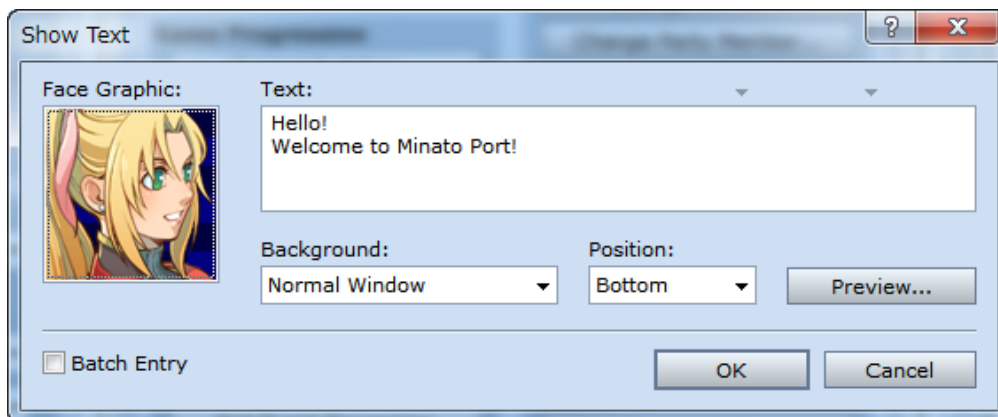 Show Text
Face Graphic:
Text:
Hello!
Welcome to Minato Port!
Background:
Position:
Normal Window
Bottom
Preview...
Batch Entry
OK
Cancel